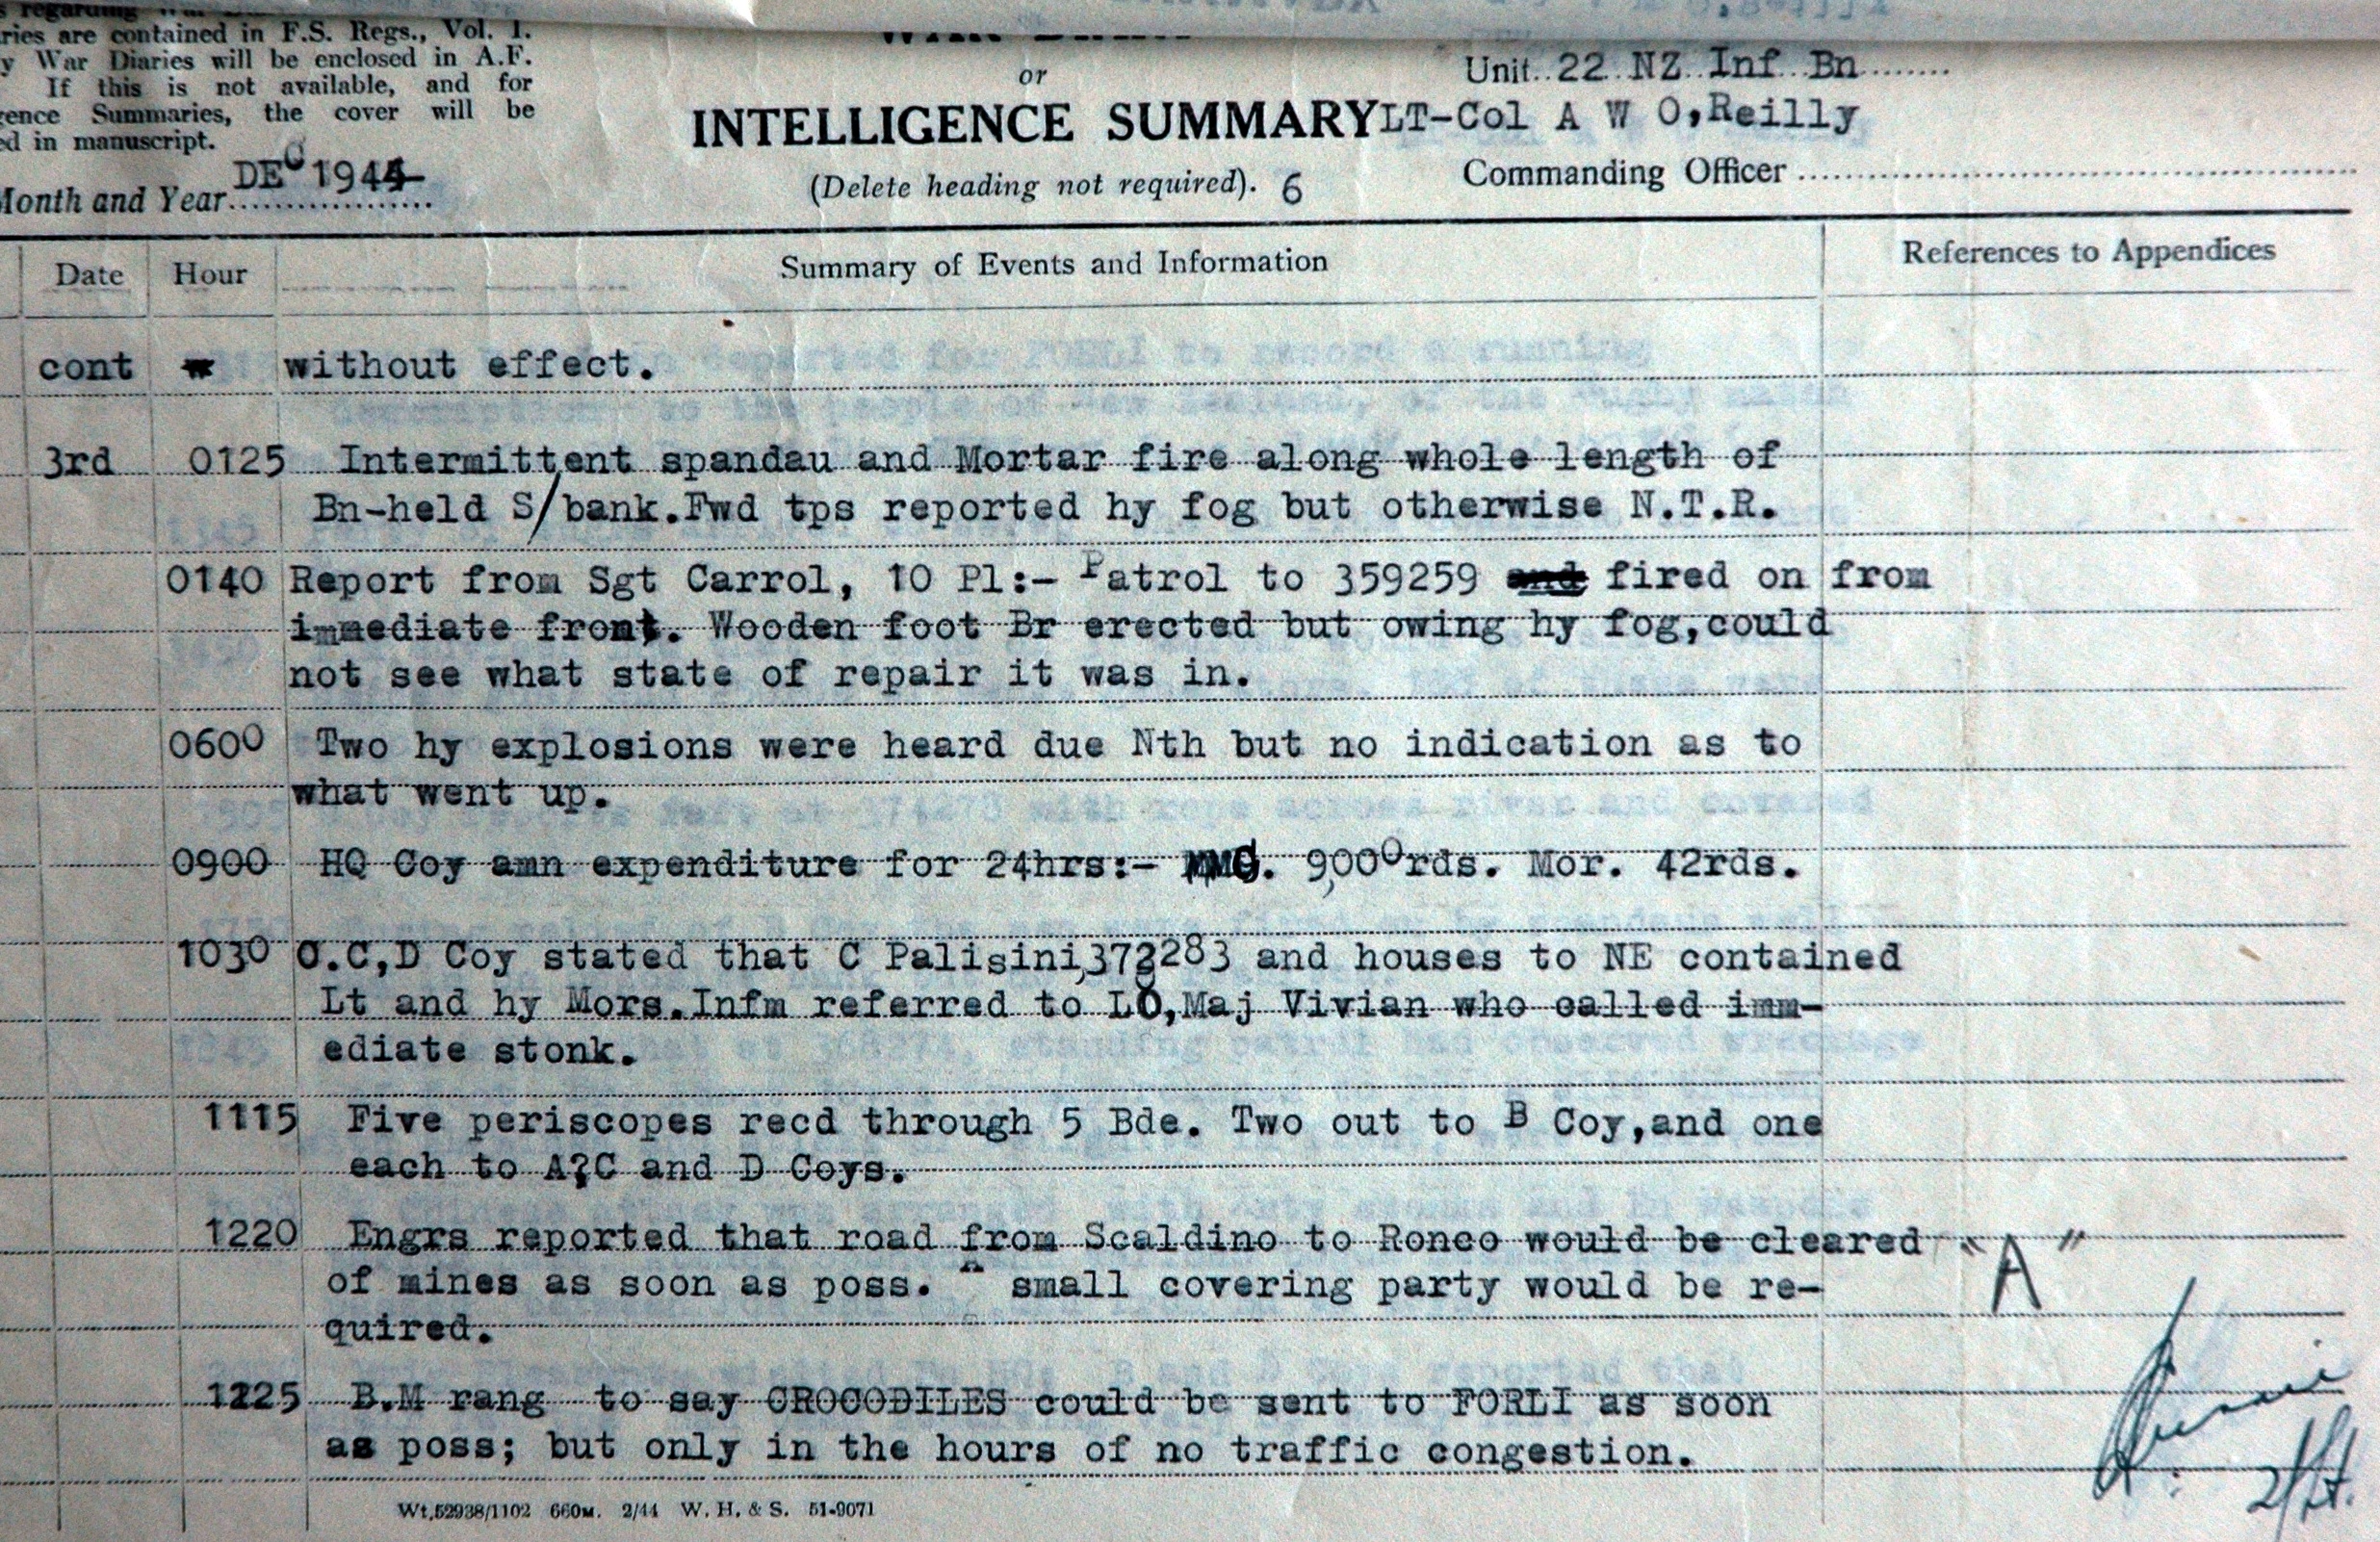 regarding
ries are contained in F.S. Regs., Vol. I.
y War Diaries will be enclosed in A.F.
If this is not available, and for
ence Summaries, the cover will be
d in manuscript.
Month and Year DEC 1944
or
INTELLIGENCE SUMMARY
(Delete heading not required). 6
Unit 22 NZ Inf Bn
LT-Col A W O,Reilly
Commanding Officer
Date Hour Summary of Events and Information References to Appendices
cont without effect.
3rd 0125 Intermittent spandau and Mortar fire along whole length of
Bn-held S/bank.Fwd tps reported hy fog but otherwise N.T.R.
0140 Report from Sgt Carrol, 10 Pl:- Patrol to 359259 and fired on from
immediate front. Wooden foot Br erected but owing hy fog,could
not see what state of repair it was in.
0600 Two hy explosions were heard due Nth but no indication as to
what went up.
0900 HQ Coy amn expenditure for 24hrs:- MMG. 9,000rds. Mor. 42rds.
1030 O.C,D Coy stated that C Palisini, and houses to NE contained
Lt and hy Mors.Infm referred to LO,Maj Vivian who called imm-
ediate stonk.
1115 Five periscopes recd through 5 Bde. Two out to B Coy,and one
each to A,C and D Coys.
1220 Engrs reported that road from Scaldino to Ronco would be cleared "A"
of mines as soon as poss. A small covering party would be re-
quired.
1225 B.M rang to say CROCODILES could be sent to FORLI as soon
as poss; but only in the hours of no traffic congestion.
2/Lt.
Wt.52938/1102 660M. 2/44 W. H. & S. 51-9071